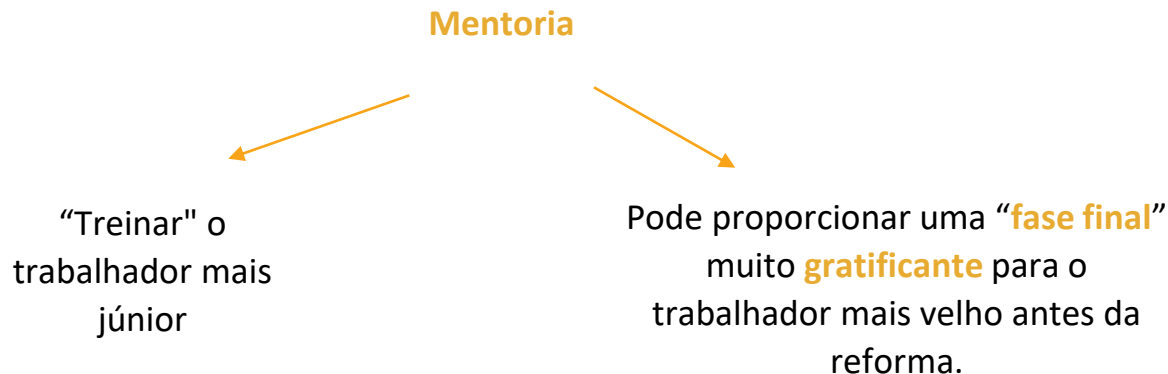 Mentoria
“Treinar" o
trabalhador mais
júnior
Pode proporcionar uma “fase final”
muito gratificante para o
trabalhador mais velho antes da
reforma.